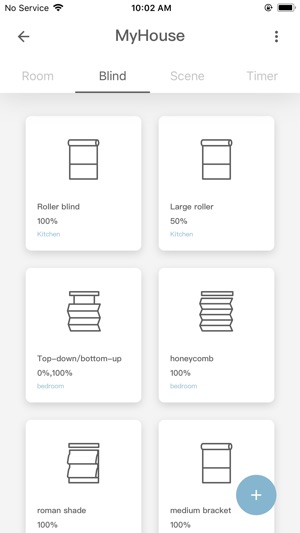 No Service 10:02 AM
MyHouse
Room Blind Scene Timer
Roller blind
100%
Kitchen
Large roller
50%
Kitchen
Top-down/bottom-up
0%,100%
bedroom
honeycomb
100%
bedroom
roman shade
100%
medium bracket
100%